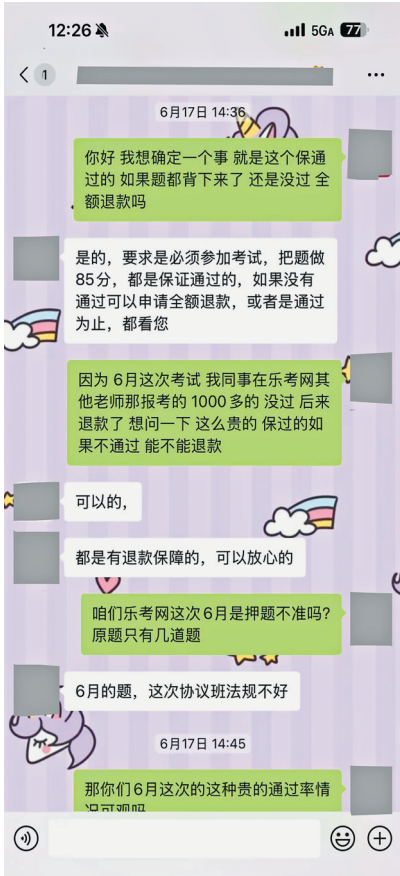 12:26
5GA 77
1
6月17日 14:36
你好 我想确定一个事 就是这个保通
过的 如果题都背下来了 还是没过 全
额退款吗
是的，要求是必须参加考试，把题做
85分，都是保证通过的，如果没有
通过可以申请全额退款，或者是通过
为止，都看您
因为 6月这次考试 我同事在乐考网其
他老师那报考的 1000 多的 没过 后来
退款了 想问一下 这么贵的 保过的如
果不通过 能不能退款
可以的，
都是有退款保障的，可以放心的
咱们乐考网这次6月是押题不准吗?
原题只有几道题
6月的题，这次协议班法规不好
6月17日 14:45
那你们6月这次的这种贵的通过率情
况可观吗